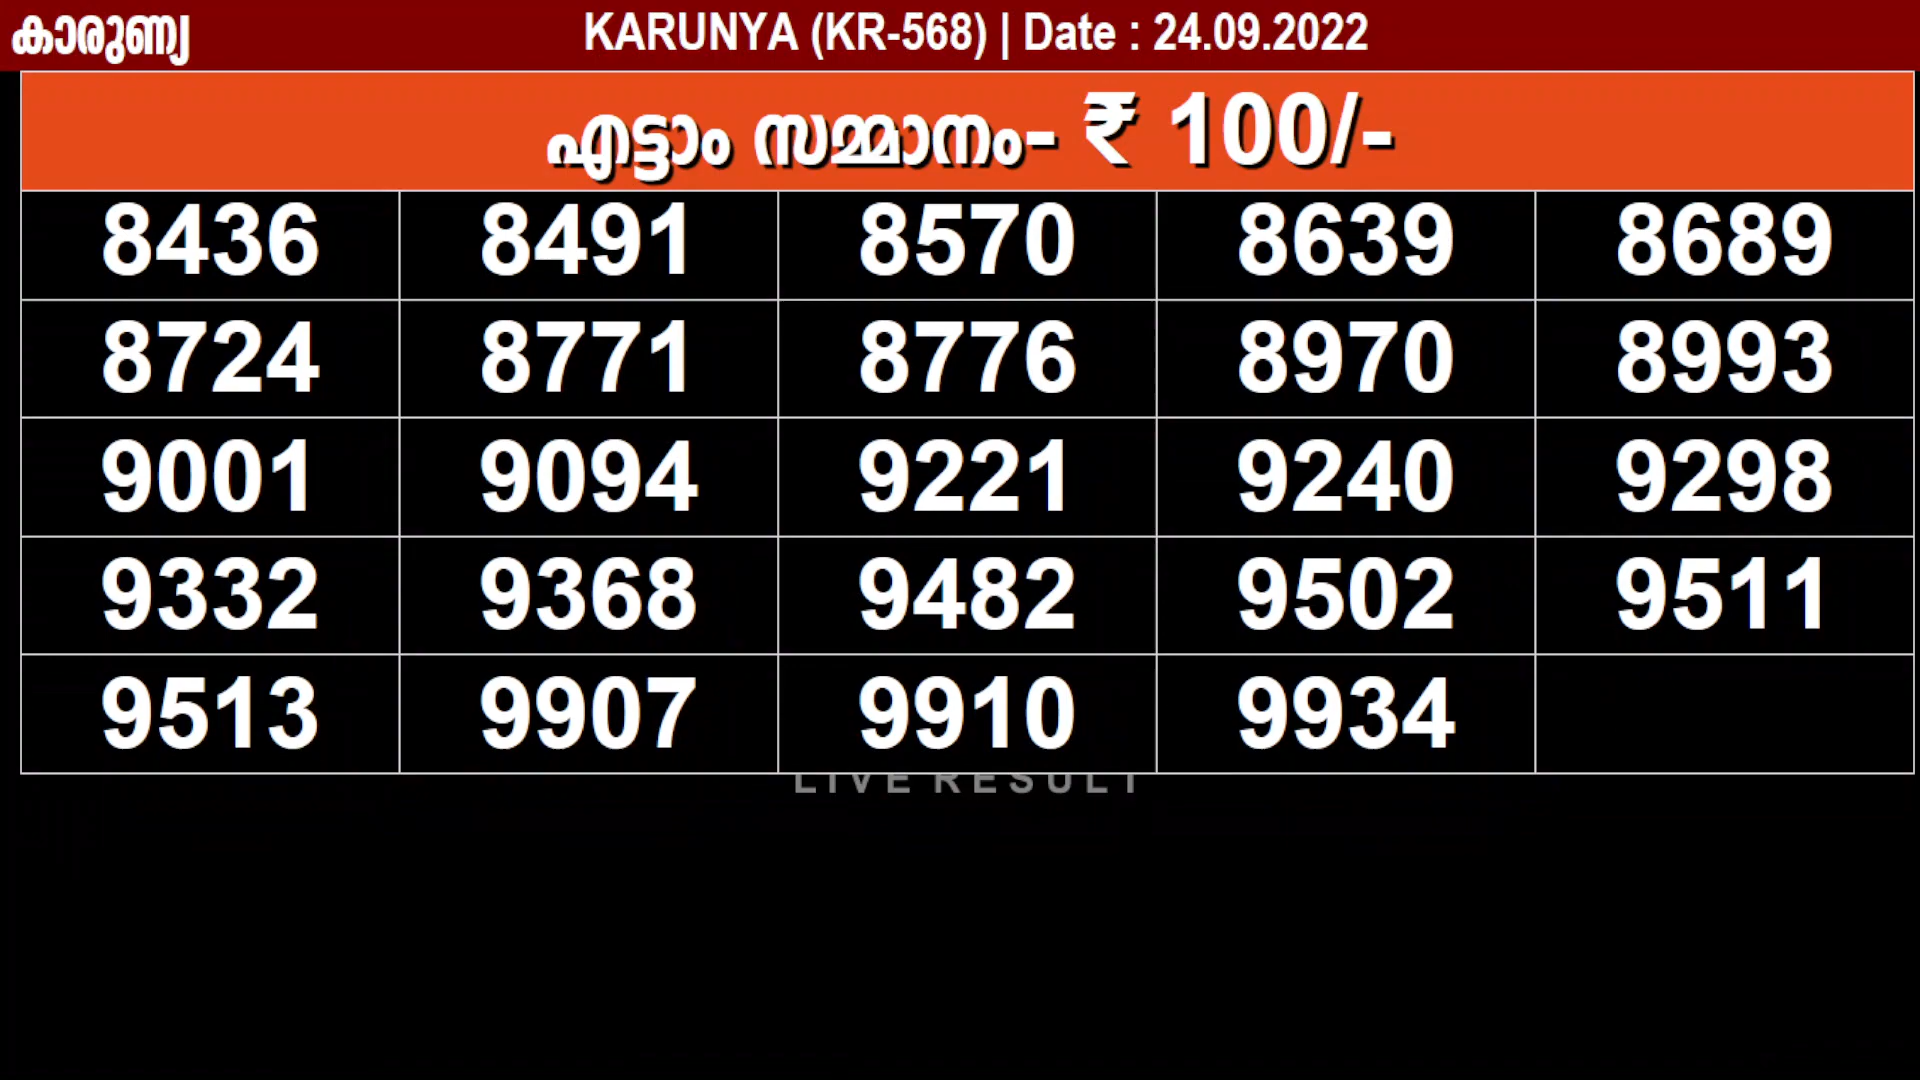 കാരുണ്യ
KARUNYA (KR-568) | Date : 24.09.2022
എട്ടാം സമ്മാനം- ₹ 100/-
8436 8491 8570 8639 8689
8724 8771 8776 8970 8993
9001 9094 9221 9240 9298
9332 9368 9482 9502 9511
9513 9907 9910 9934
LIVE RESULT